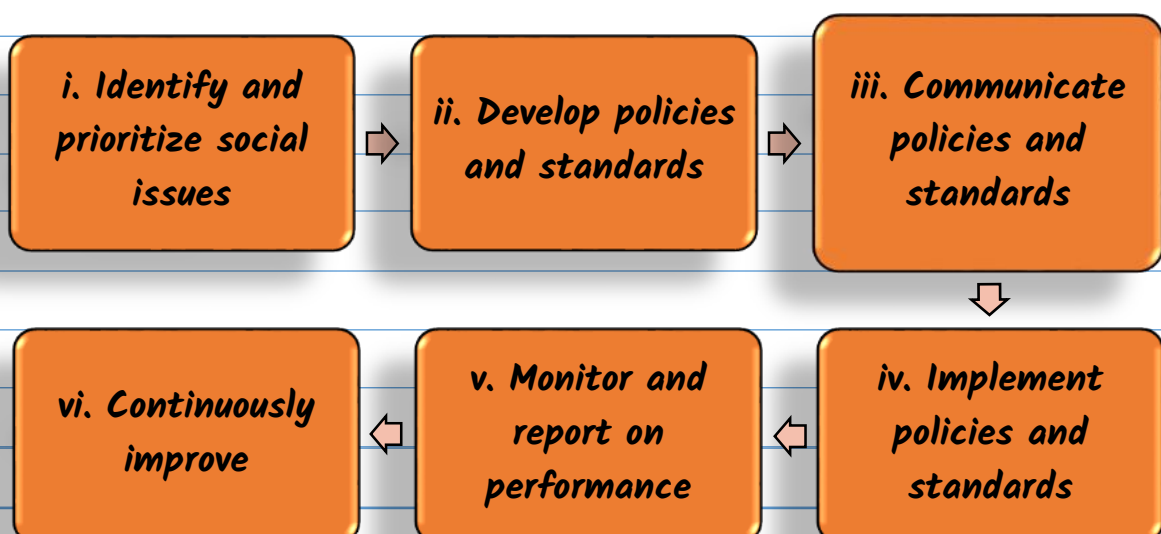 i. Identify and
prioritize social
issues
ii. Develop policies
and standards
iii. Communicate
policies and
standards
iv. Implement
policies and
standards
v. Monitor and
report on
performance
vi. Continuously
improve